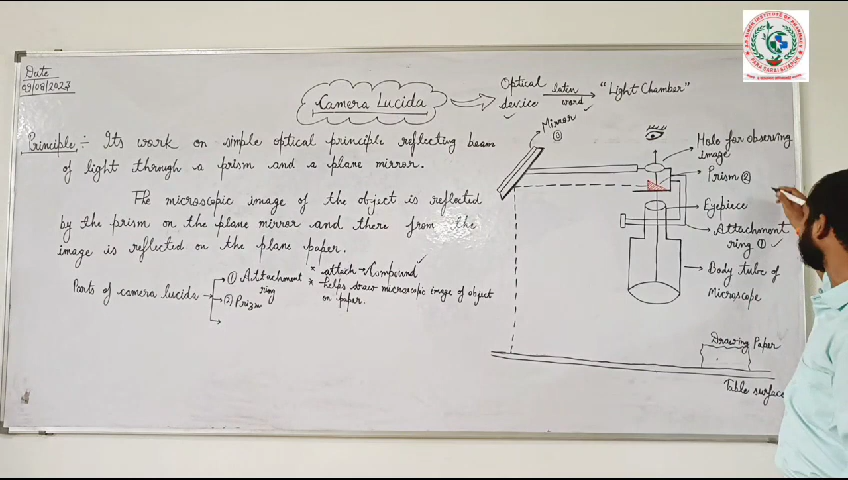 Date
09/08/2023
Camera Lucida
Optical
device
laten
word
"Light Chamber"
Principle :- Its work on simple optical principle reflecting beam
of light through a prism and a plane mirror.
The microscopic image of the object is reflected
by the prism on the plane mirror and there from the
image is reflected on the plane paper.
Parts of camera lucida
① Attachment
ring
② Prizm
* attach → Compound
* helps draw microscopic image of object
on paper.
Mirror
③
Hole for observing
Image
Prism ②
Eyepiece
Attachment
ring ①
Body tube of
Microscope
Drawing Paper
Table surface